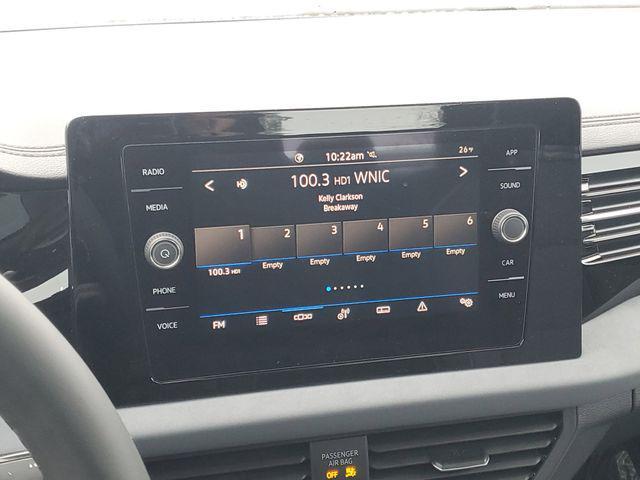 10:22am
26°F
RADIO
MEDIA
PHONE
VOICE
APP
SOUND
CAR
MENU
< 100.3 HD1 WNIC >
Kelly Clarkson
Breakaway
1 2 3 4 5 6
100.3 HD1 Empty Empty Empty Empty Empty
FM
PASSENGER
AIR BAG
OFF